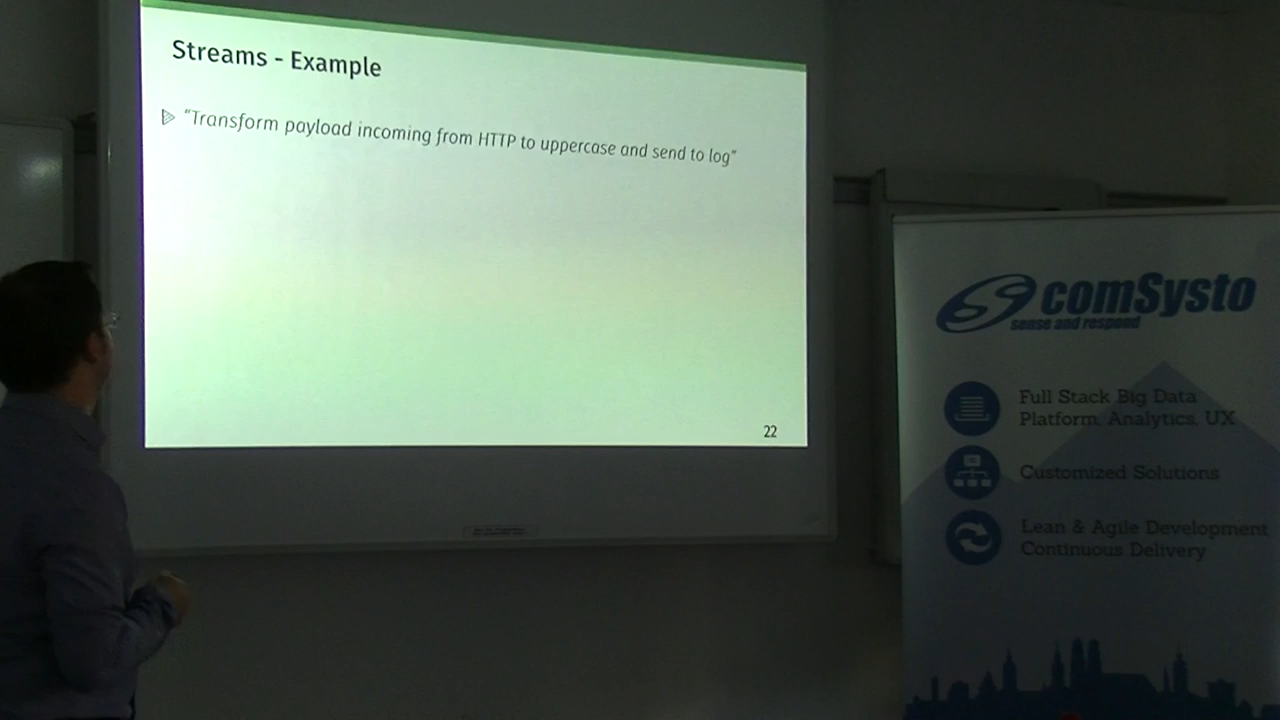 Streams - Example
"Transform payload incoming from HTTP to uppercase and send to log"
22
comSysto
sense and respond
Full Stack Big Data
Platform, Analytics, UX
Customized Solutions
Lean & Agile Development
Continuous Delivery